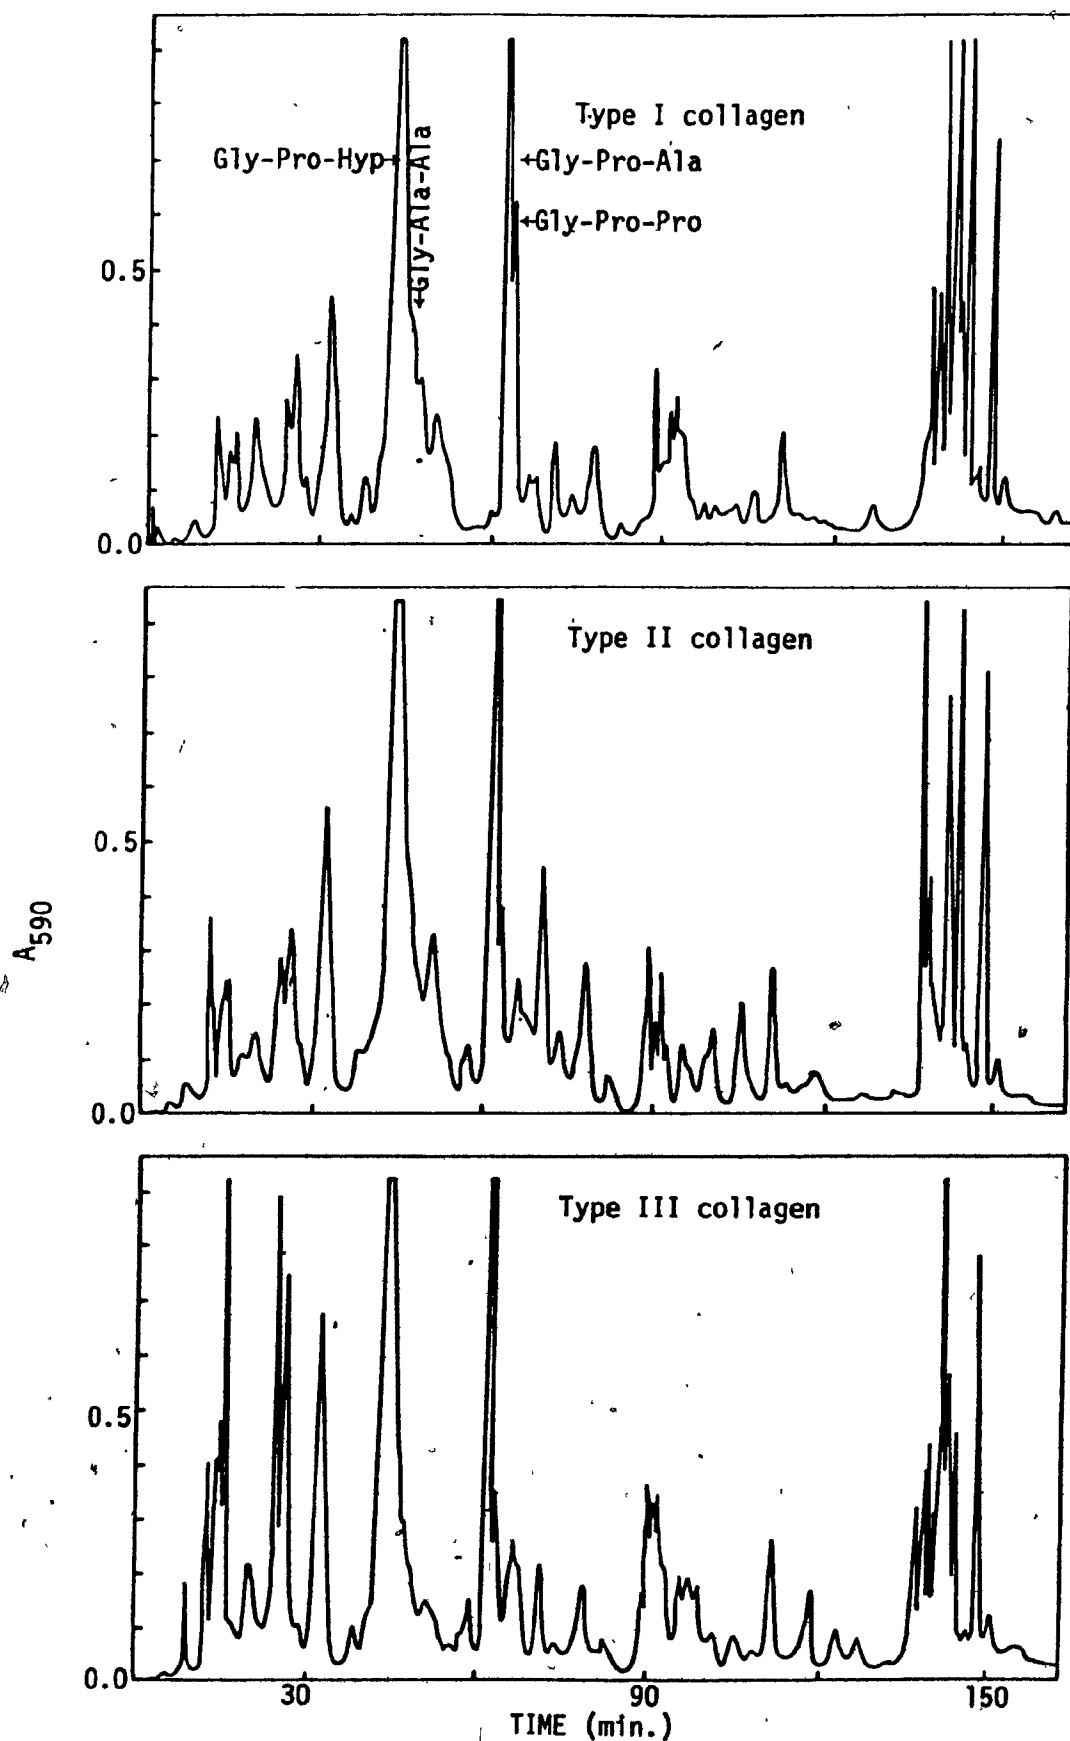 Type I collagen
Gly-Pro-Hyp→
←Gly-Ala-Ala
←Gly-Pro-Ala
←Gly-Pro-Pro
0.5
0.0
Type II collagen
0.5
A590
0.0
Type III collagen
0.5
0.0
30
90
150
TIME (min.)